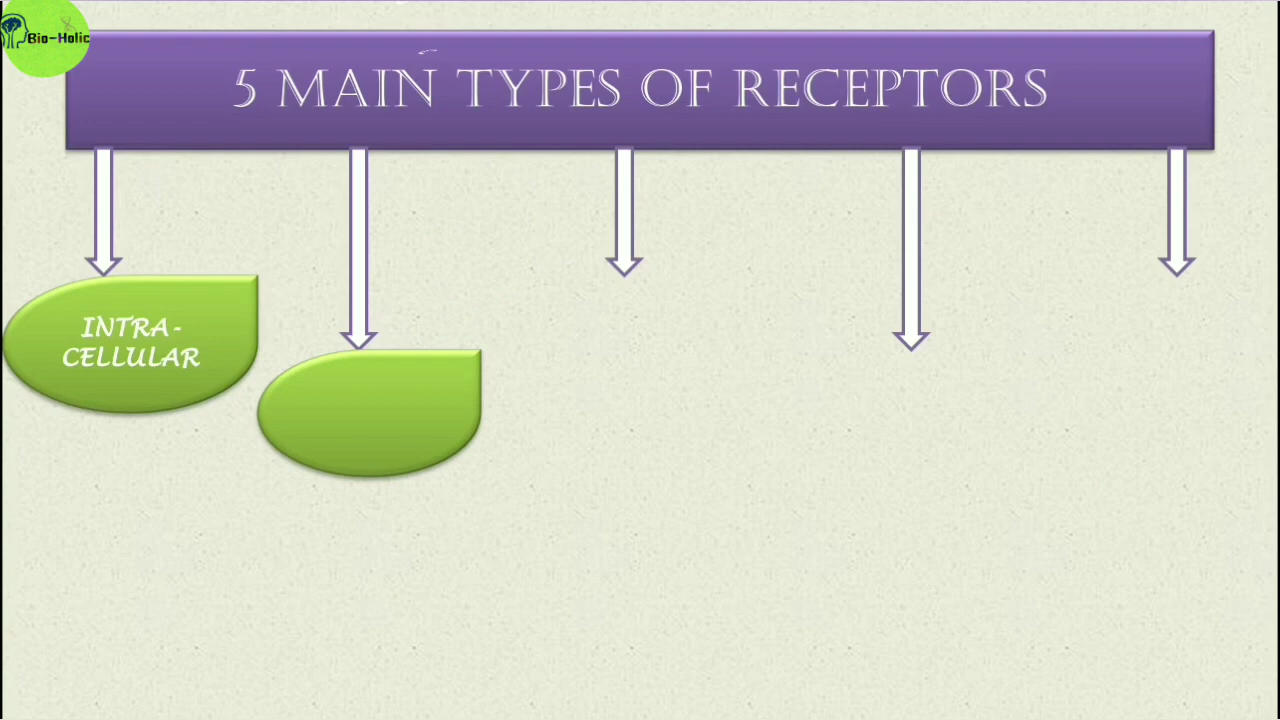 Bio-Holic
5 MAIN TYPES OF RECEPTORS
INTRA-
CELLULAR